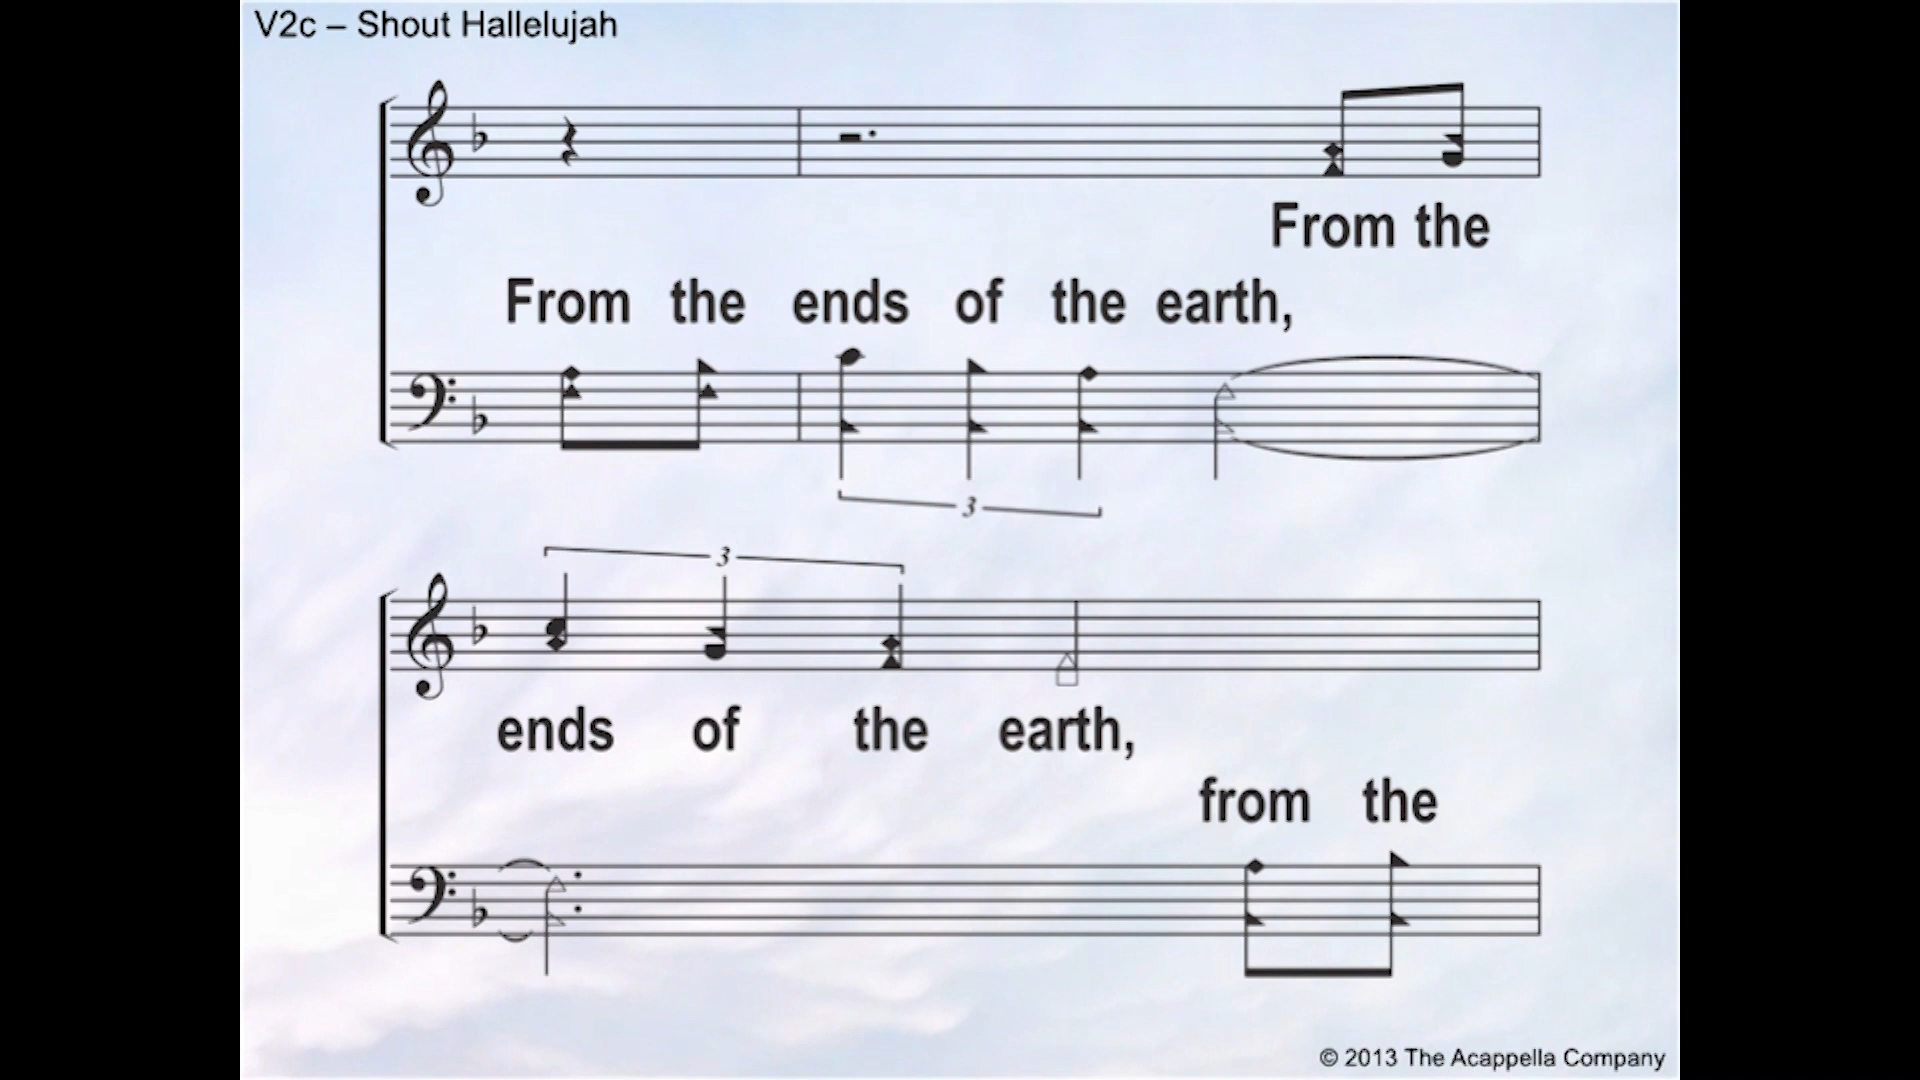 V2c – Shout Hallelujah
From the
From the ends of the earth,
3
3
ends of the earth,
from the
© 2013 The Acappella Company